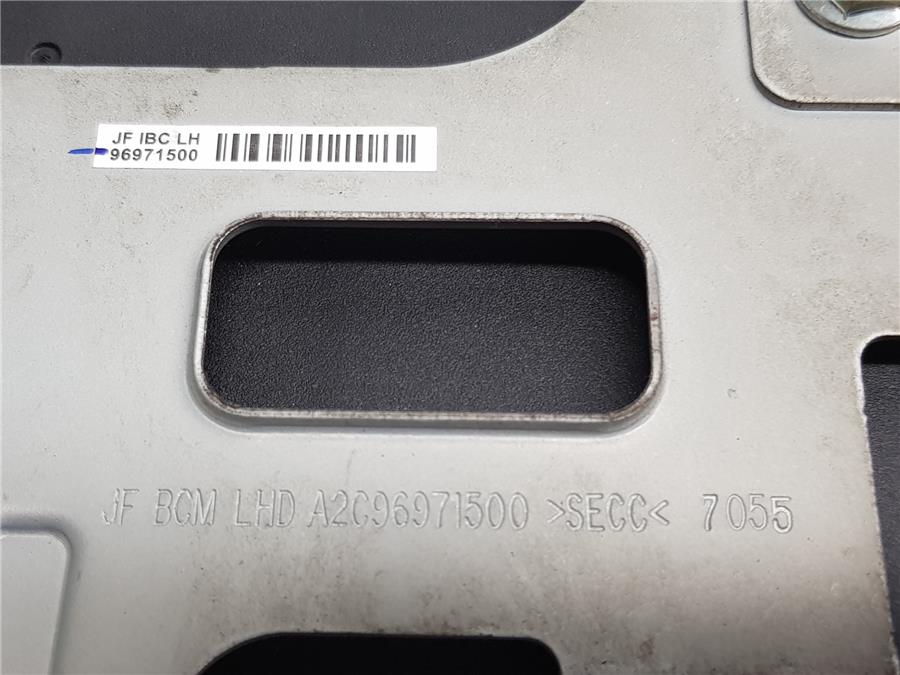 JF IBC LH
96971500
JF BCM LHD A2C96971500 >SECC< 7055